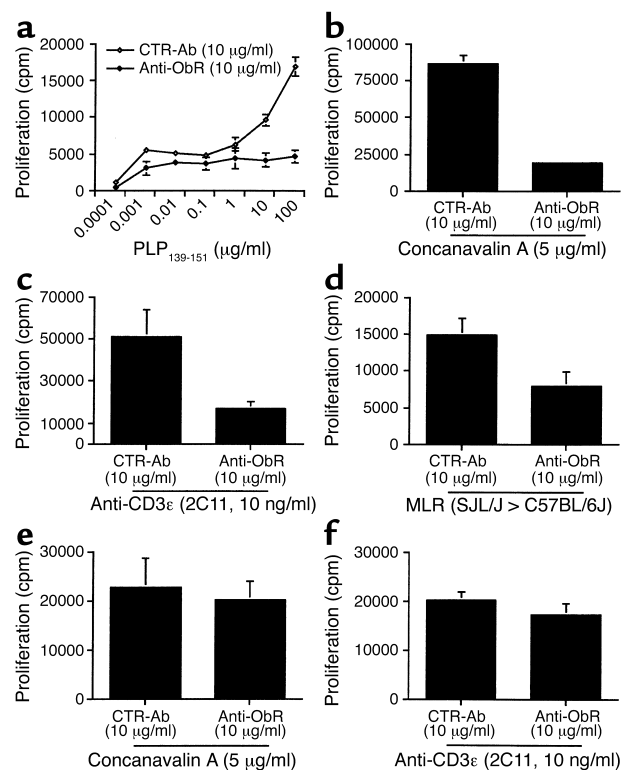 a
Proliferation (cpm)
20000
15000
10000
5000
0
CTR-Ab (10 µg/ml)
Anti-ObR (10 µg/ml)
0.0001
0.001
0.01
0.1
1
10
100
PLP139-151 (µg/ml)
b
Proliferation (cpm)
100000
75000
50000
25000
0
CTR-Ab Anti-ObR
(10 µg/ml) (10 µg/ml)
Concanavalin A (5 µg/ml)
c
Proliferation (cpm)
70000
50000
30000
10000
0
CTR-Ab Anti-ObR
(10 µg/ml) (10 µg/ml)
Anti-CD3ε (2C11, 10 ng/ml)
d
Proliferation (cpm)
20000
15000
10000
5000
0
CTR-Ab Anti-ObR
(10 µg/ml) (10 µg/ml)
MLR (SJL/J > C57BL/6J)
e
Proliferation (cpm)
30000
20000
10000
0
CTR-Ab Anti-ObR
(10 µg/ml) (10 µg/ml)
Concanavalin A (5 µg/ml)
f
Proliferation (cpm)
30000
20000
10000
0
CTR-Ab Anti-ObR
(10 µg/ml) (10 µg/ml)
Anti-CD3ε (2C11, 10 ng/ml)